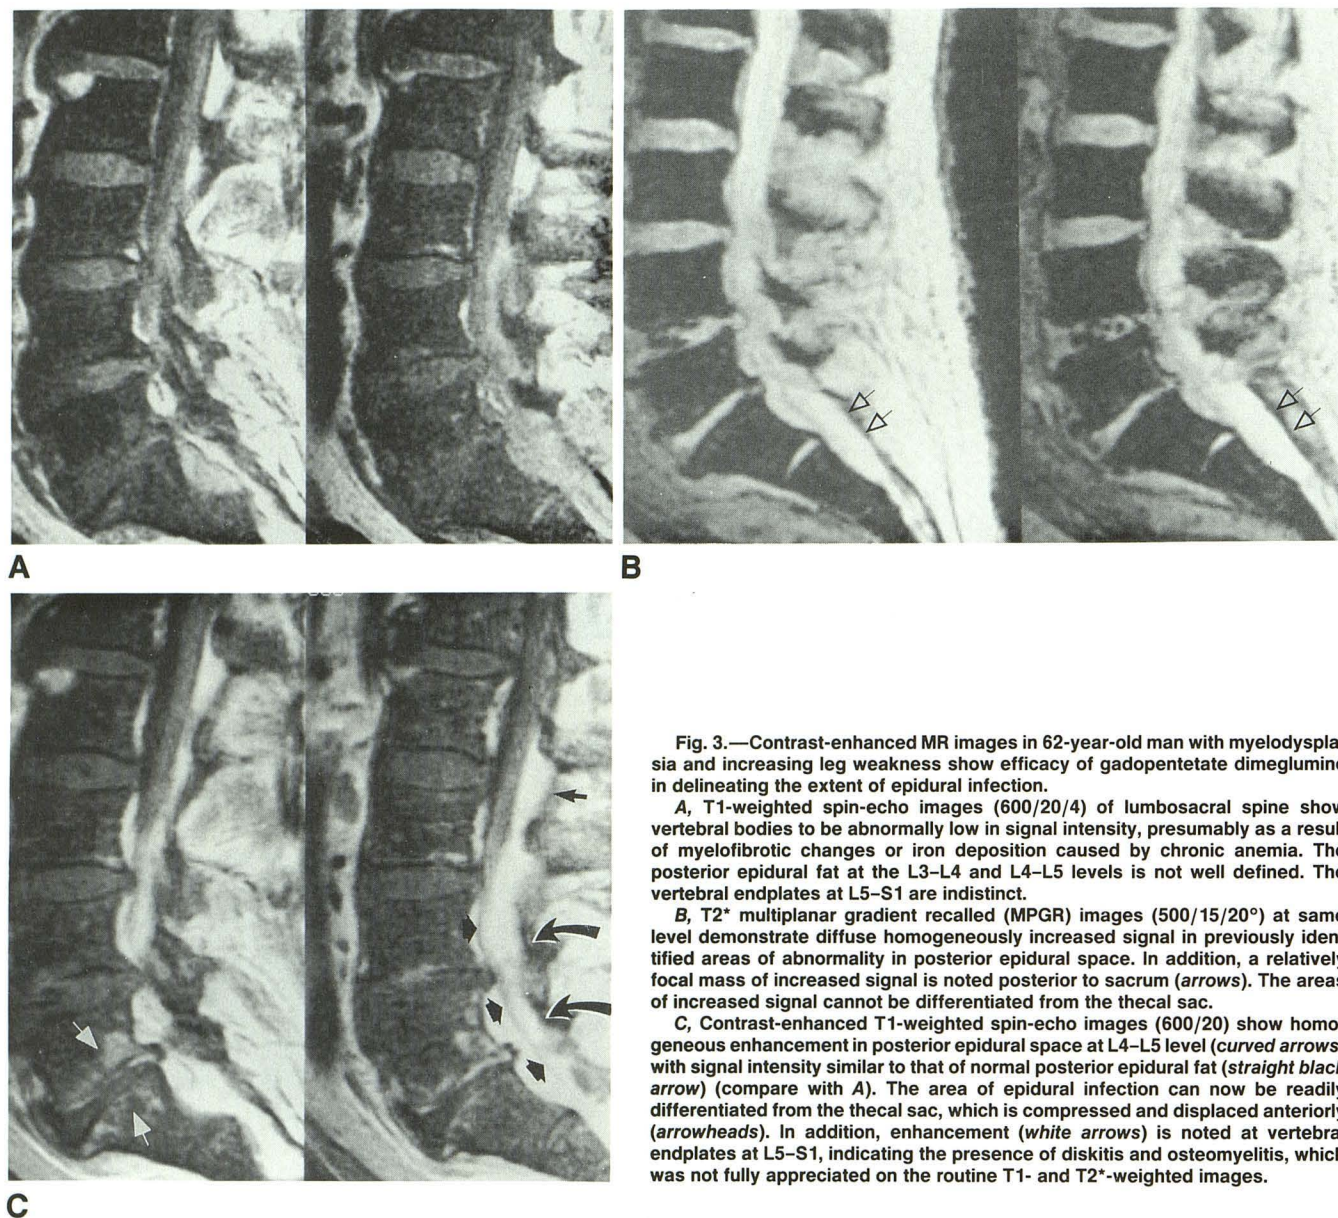 A
B
C
Fig. 3.—Contrast-enhanced MR images in 62-year-old man with myelodyspla
sia and increasing leg weakness show efficacy of gadopentetate dimeglumine
in delineating the extent of epidural infection.
A, T1-weighted spin-echo images (600/20/4) of lumbosacral spine show
vertebral bodies to be abnormally low in signal intensity, presumably as a resul
of myelofibrotic changes or iron deposition caused by chronic anemia. The
posterior epidural fat at the L3–L4 and L4–L5 levels is not well defined. The
vertebral endplates at L5–S1 are indistinct.
B, T2* multiplanar gradient recalled (MPGR) images (500/15/20°) at same
level demonstrate diffuse homogeneously increased signal in previously iden
tified areas of abnormality in posterior epidural space. In addition, a relatively
focal mass of increased signal is noted posterior to sacrum (arrows). The areas
of increased signal cannot be differentiated from the thecal sac.
C, Contrast-enhanced T1-weighted spin-echo images (600/20) show homo
geneous enhancement in posterior epidural space at L4–L5 level (curved arrows
with signal intensity similar to that of normal posterior epidural fat (straight black
arrow) (compare with A). The area of epidural infection can now be readily
differentiated from the thecal sac, which is compressed and displaced anteriorly
(arrowheads). In addition, enhancement (white arrows) is noted at vertebra
endplates at L5–S1, indicating the presence of diskitis and osteomyelitis, which
was not fully appreciated on the routine T1- and T2*-weighted images.